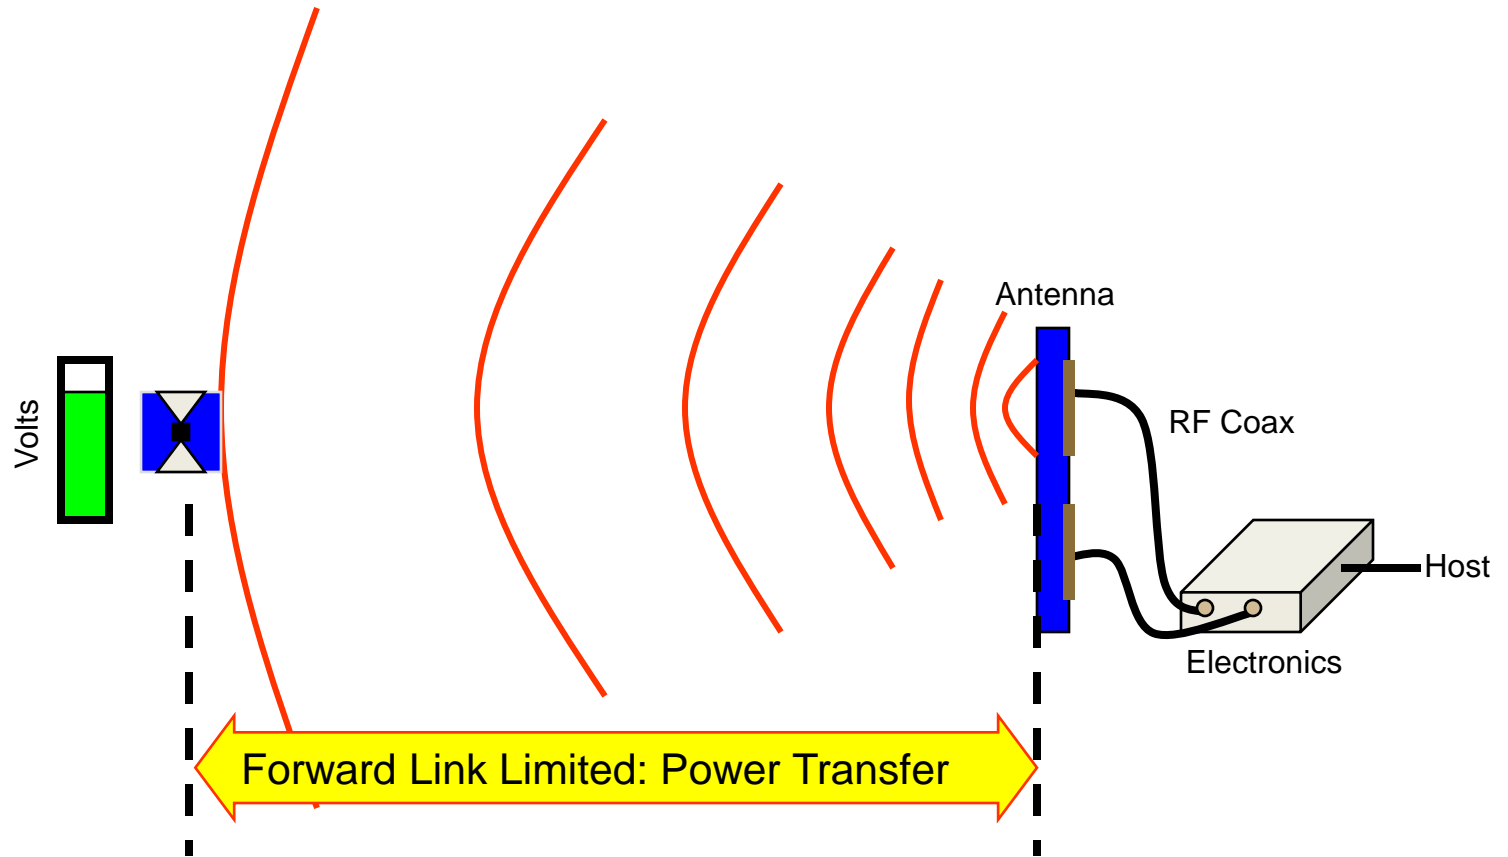 Antenna
Volts
RF Coax
Host
Electronics
Forward Link Limited: Power Transfer